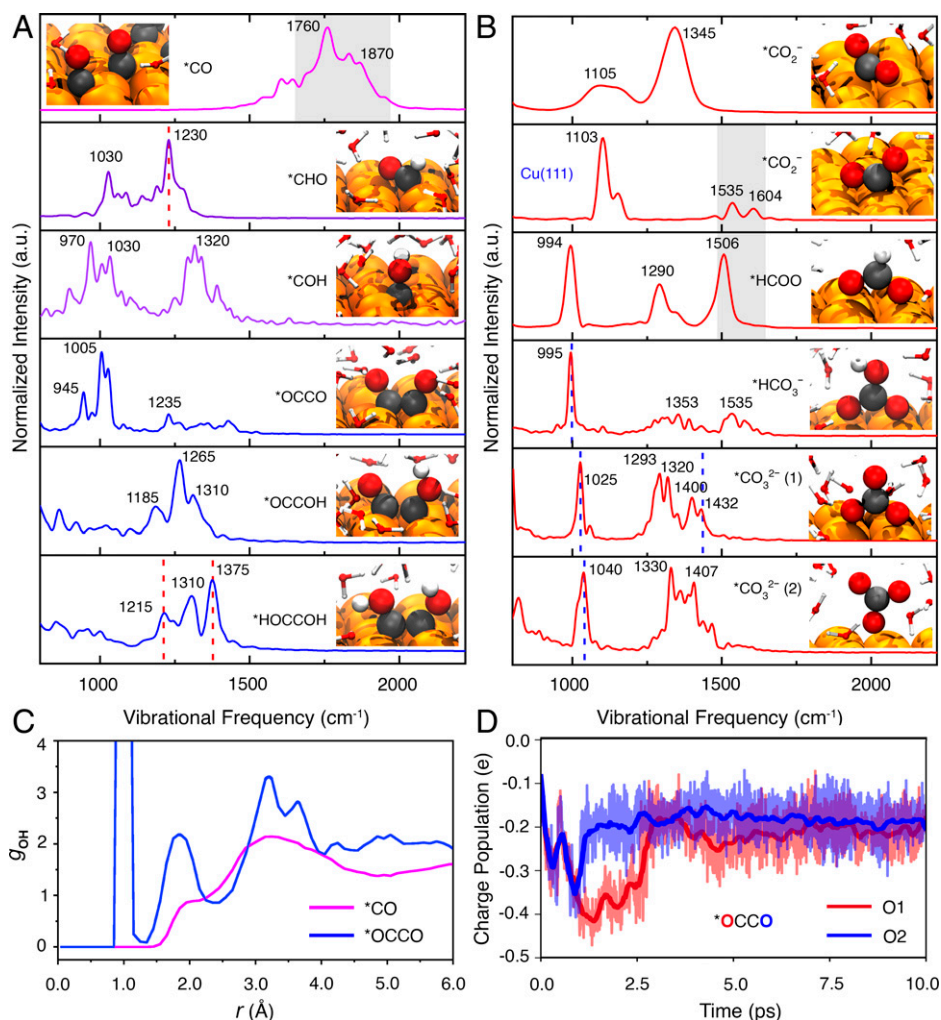 A
Normalized Intensity (a.u.)
*CO
1760
1870
*CHO
1030
1230
*COH
970
1030
1320
*OCCO
945
1005
1235
*OCCOH
1185
1265
1310
*HOCCOH
1215
1310
1375
1000 1500 2000
Vibrational Frequency (cm⁻¹)
B
Normalized Intensity (a.u.)
*CO₂⁻
1105
1345
Cu(111)
*CO₂⁻
1103
1535
1604
*HCOO
994
1290
1506
*HCO₃⁻
995
1353
1535
*CO₃²⁻ (1)
1025
1293
1320
1400
1432
*CO₃²⁻ (2)
1040
1330
1407
1000 1500 2000
Vibrational Frequency (cm⁻¹)
C
gOH
4
3
2
1
0
*CO
*OCCO
0.0 1.0 2.0 3.0 4.0 5.0 6.0
r (Å)
D
Charge Population (e)
0.0
-0.1
-0.2
-0.3
-0.4
-0.5
*OCCO
O1
O2
0.0 2.5 5.0 7.5 10.0
Time (ps)